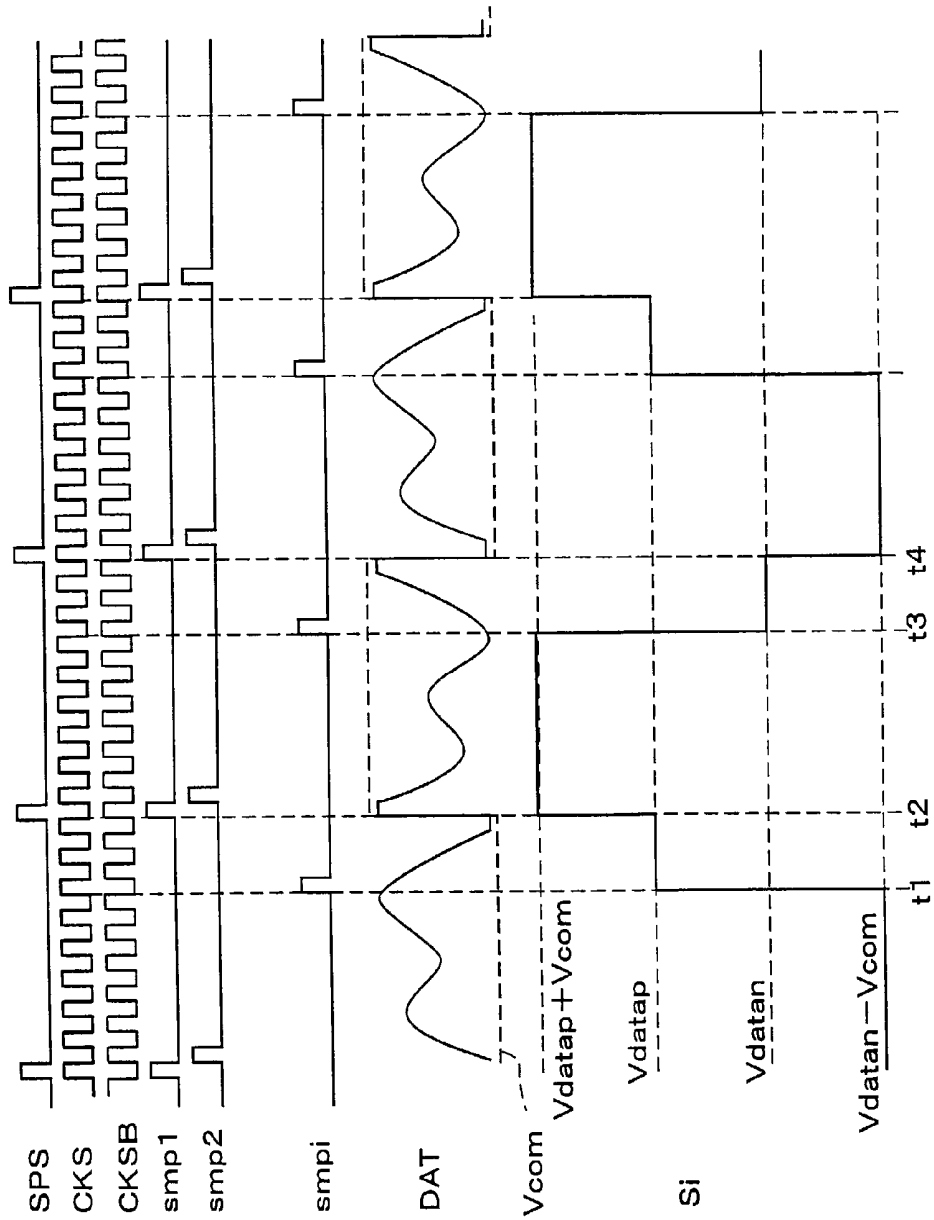 SPS
CKS
CKSB
smp1
smp2
smpi
DAT
Vcom
Vdatap+Vcom
Vdatap
Si
Vdatan
Vdatan−Vcom
t1
t2
t3
t4